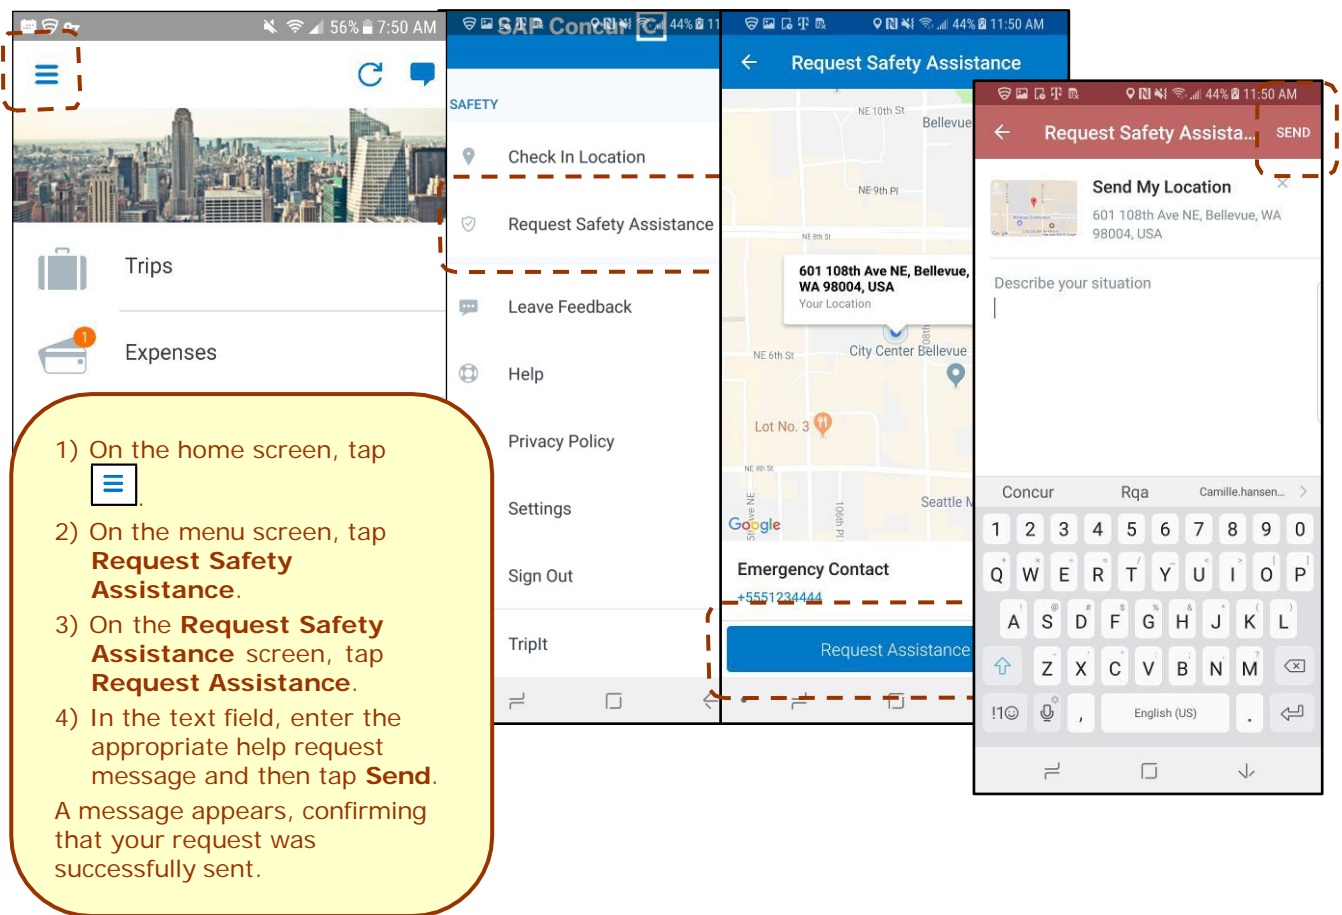 56% 7:50 AM
Trips
1
Expenses
1) On the home screen, tap
.
2) On the menu screen, tap
Request Safety
Assistance.
3) On the Request Safety
Assistance screen, tap
Request Assistance.
4) In the text field, enter the
appropriate help request
message and then tap Send.
A message appears, confirming
that your request was
successfully sent.
SAP Concur C
44% 11
SAFETY
Check In Location
Request Safety Assistance
Leave Feedback
Help
Privacy Policy
Settings
Sign Out
TripIt
44% 11:50 AM
Request Safety Assistance
NE 10th St
Bellevue
NE 9th Pl
NE 8th St
601 108th Ave NE, Bellevue,
WA 98004, USA
Your Location
108th
NE 6th St
City Center Bellevue
Lot No. 3
NE 4th St
5th Ave NE
106th Pl
Seattle M
Google
Emergency Contact
+5551234444
Request Assistance
44% 11:50 AM
Request Safety Assista... SEND
Send My Location
601 108th Ave NE, Bellevue, WA
98004, USA
Describe your situation
Concur Rqa Camille.hansen...
1 2 3 4 5 6 7 8 9 0
Q W E R T Y U I O P
A S D F G H J K L
Z X C V B N M
!1☺ , English (US) .